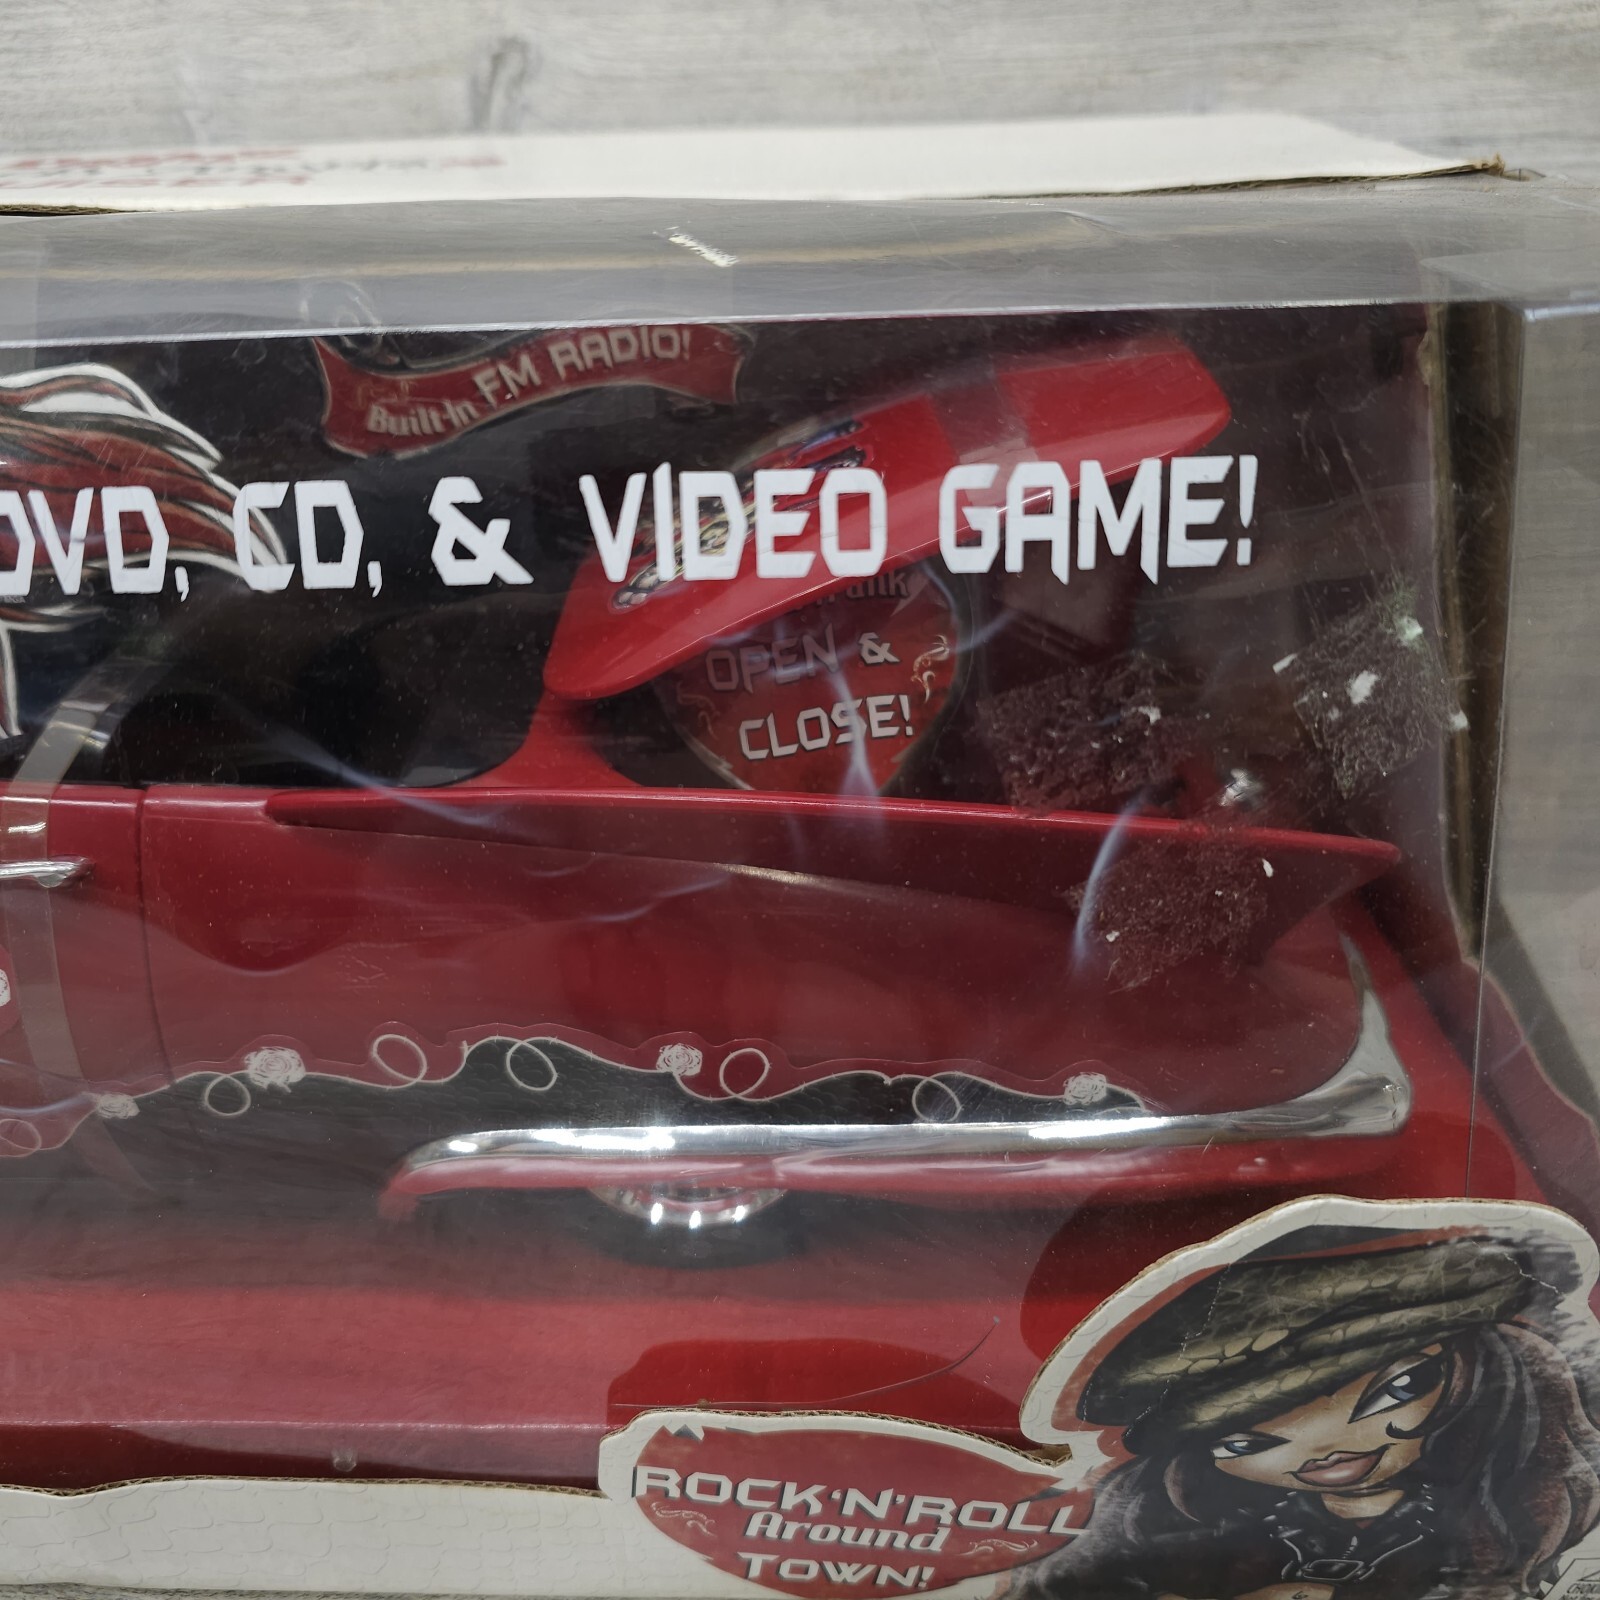 Built-In FM RADIO!
DVD, CD, & VIDEO GAME!
OPEN &
CLOSE!
ROCK'N'ROLL
Around
TOWN!